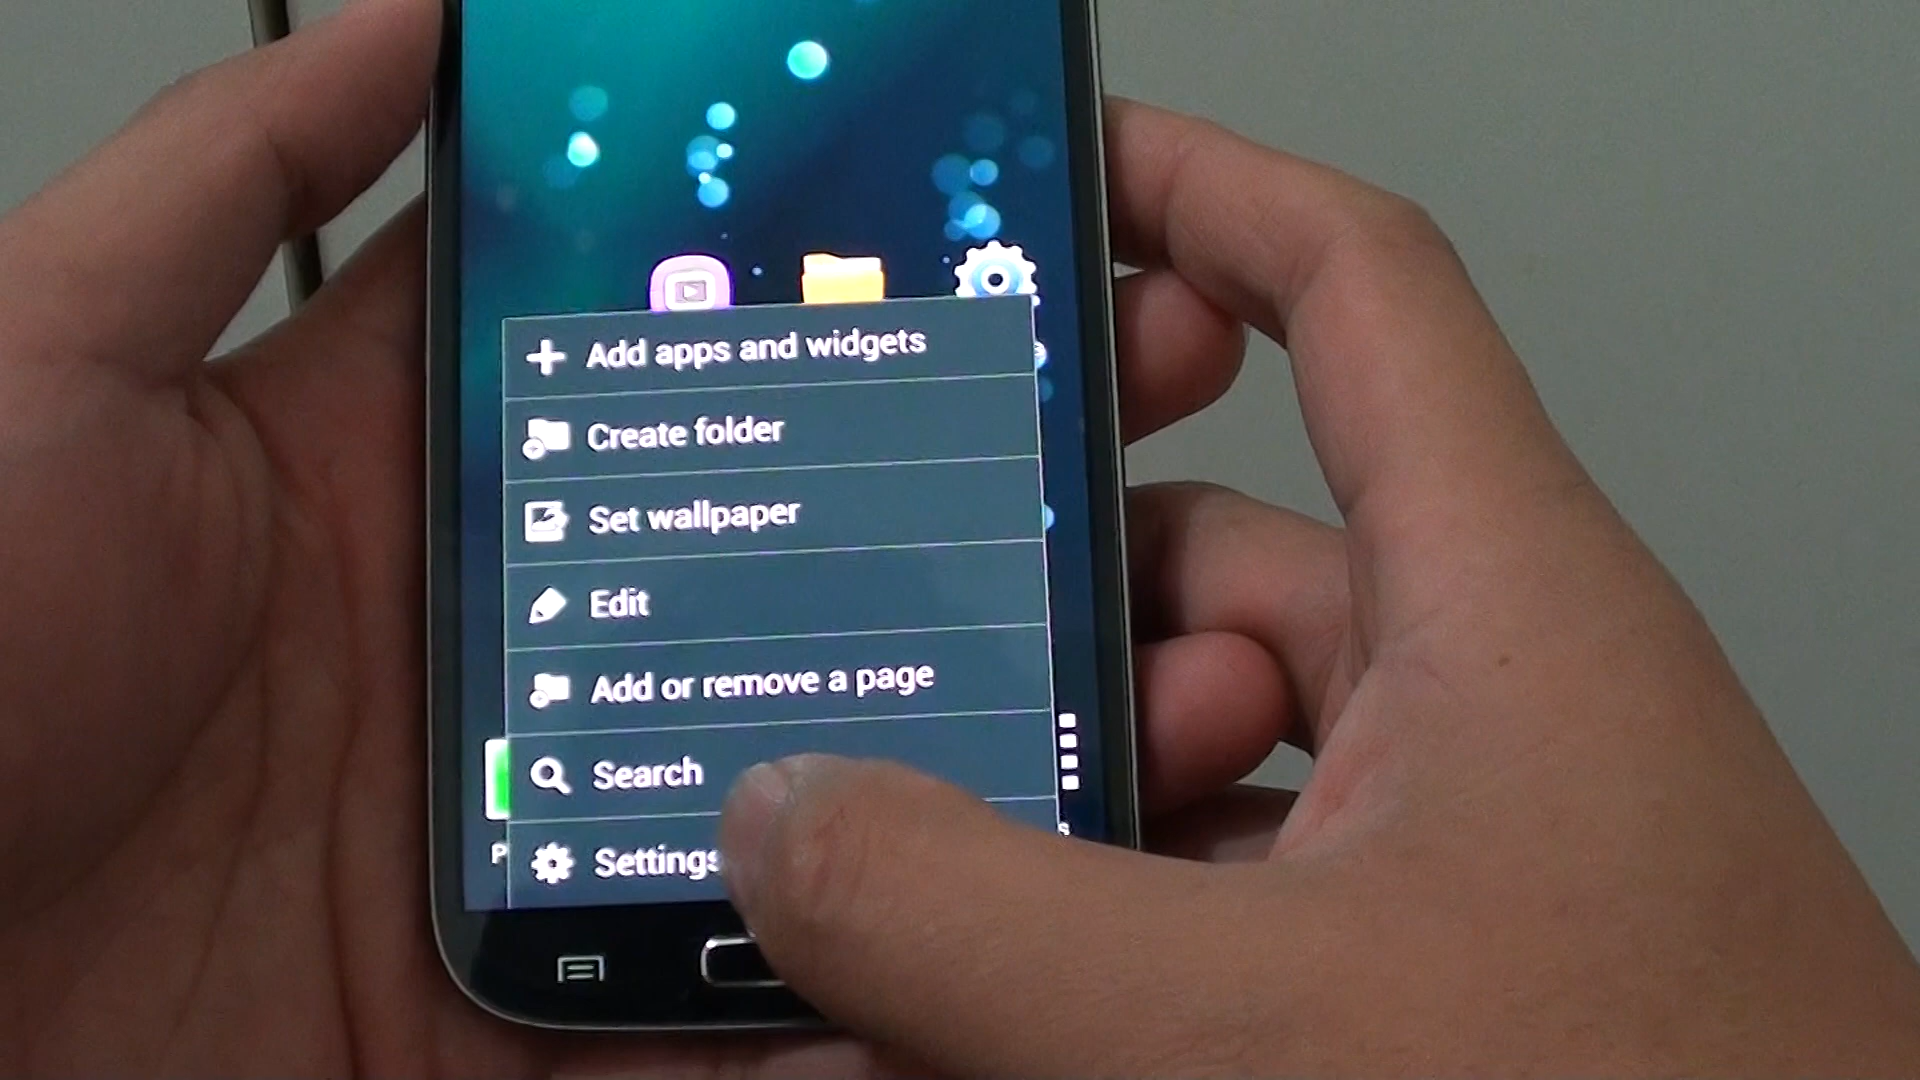 Add apps and widgets
Create folder
Set wallpaper
Edit
Add or remove a page
Search
Settings
P
s